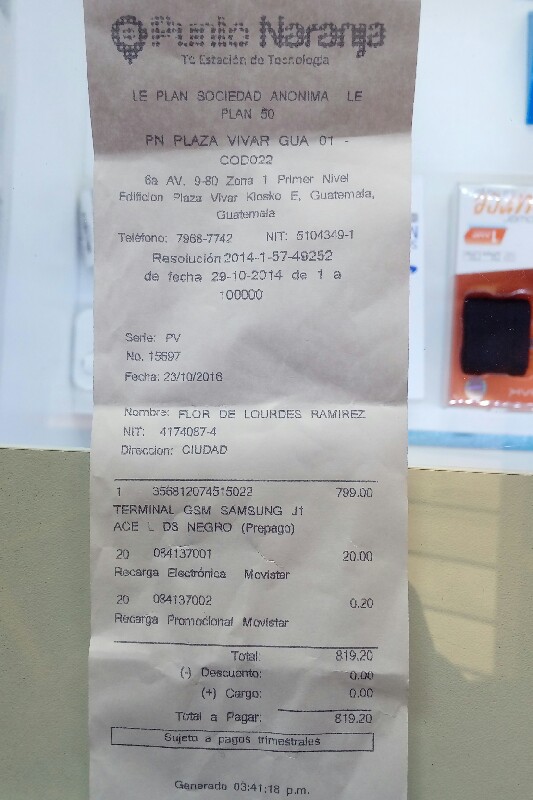 Punto Naranja
Tu Estación de Tecnología
LE PLAN SOCIEDAD ANONIMA LE
PLAN 50
PN PLAZA VIVAR GUA 01 -
COD022
6a AV. 9-80 Zona 1 Primer Nivel
Edificion Plaza Vivar Kiosko E, Guatemala,
Guatemala
Teléfono: 7968-7742 NIT: 5104349-1
Resolución 2014-1-57-49252
de fecha 29-10-2014 de 1 a
100000
Serie: PV
No. 15697
Fecha: 23/10/2016
Nombre: FLOR DE LOURDES RAMIREZ
NIT: 4174087-4
Direccion: CIUDAD
1 356812074515022 799.00
TERMINAL GSM SAMSUNG J1
ACE L DS NEGRO (Prepago)
20 084137001 20.00
Recarga Electrónica Movistar
20 084137002 0.20
Recarga Promocional Movistar
Total: 819.20
(-) Descuento: 0.00
(+) Cargo: 0.00
Total a Pagar: 819.20
Sujeto a pagos trimestrales
Generado 03:41:18 p.m.